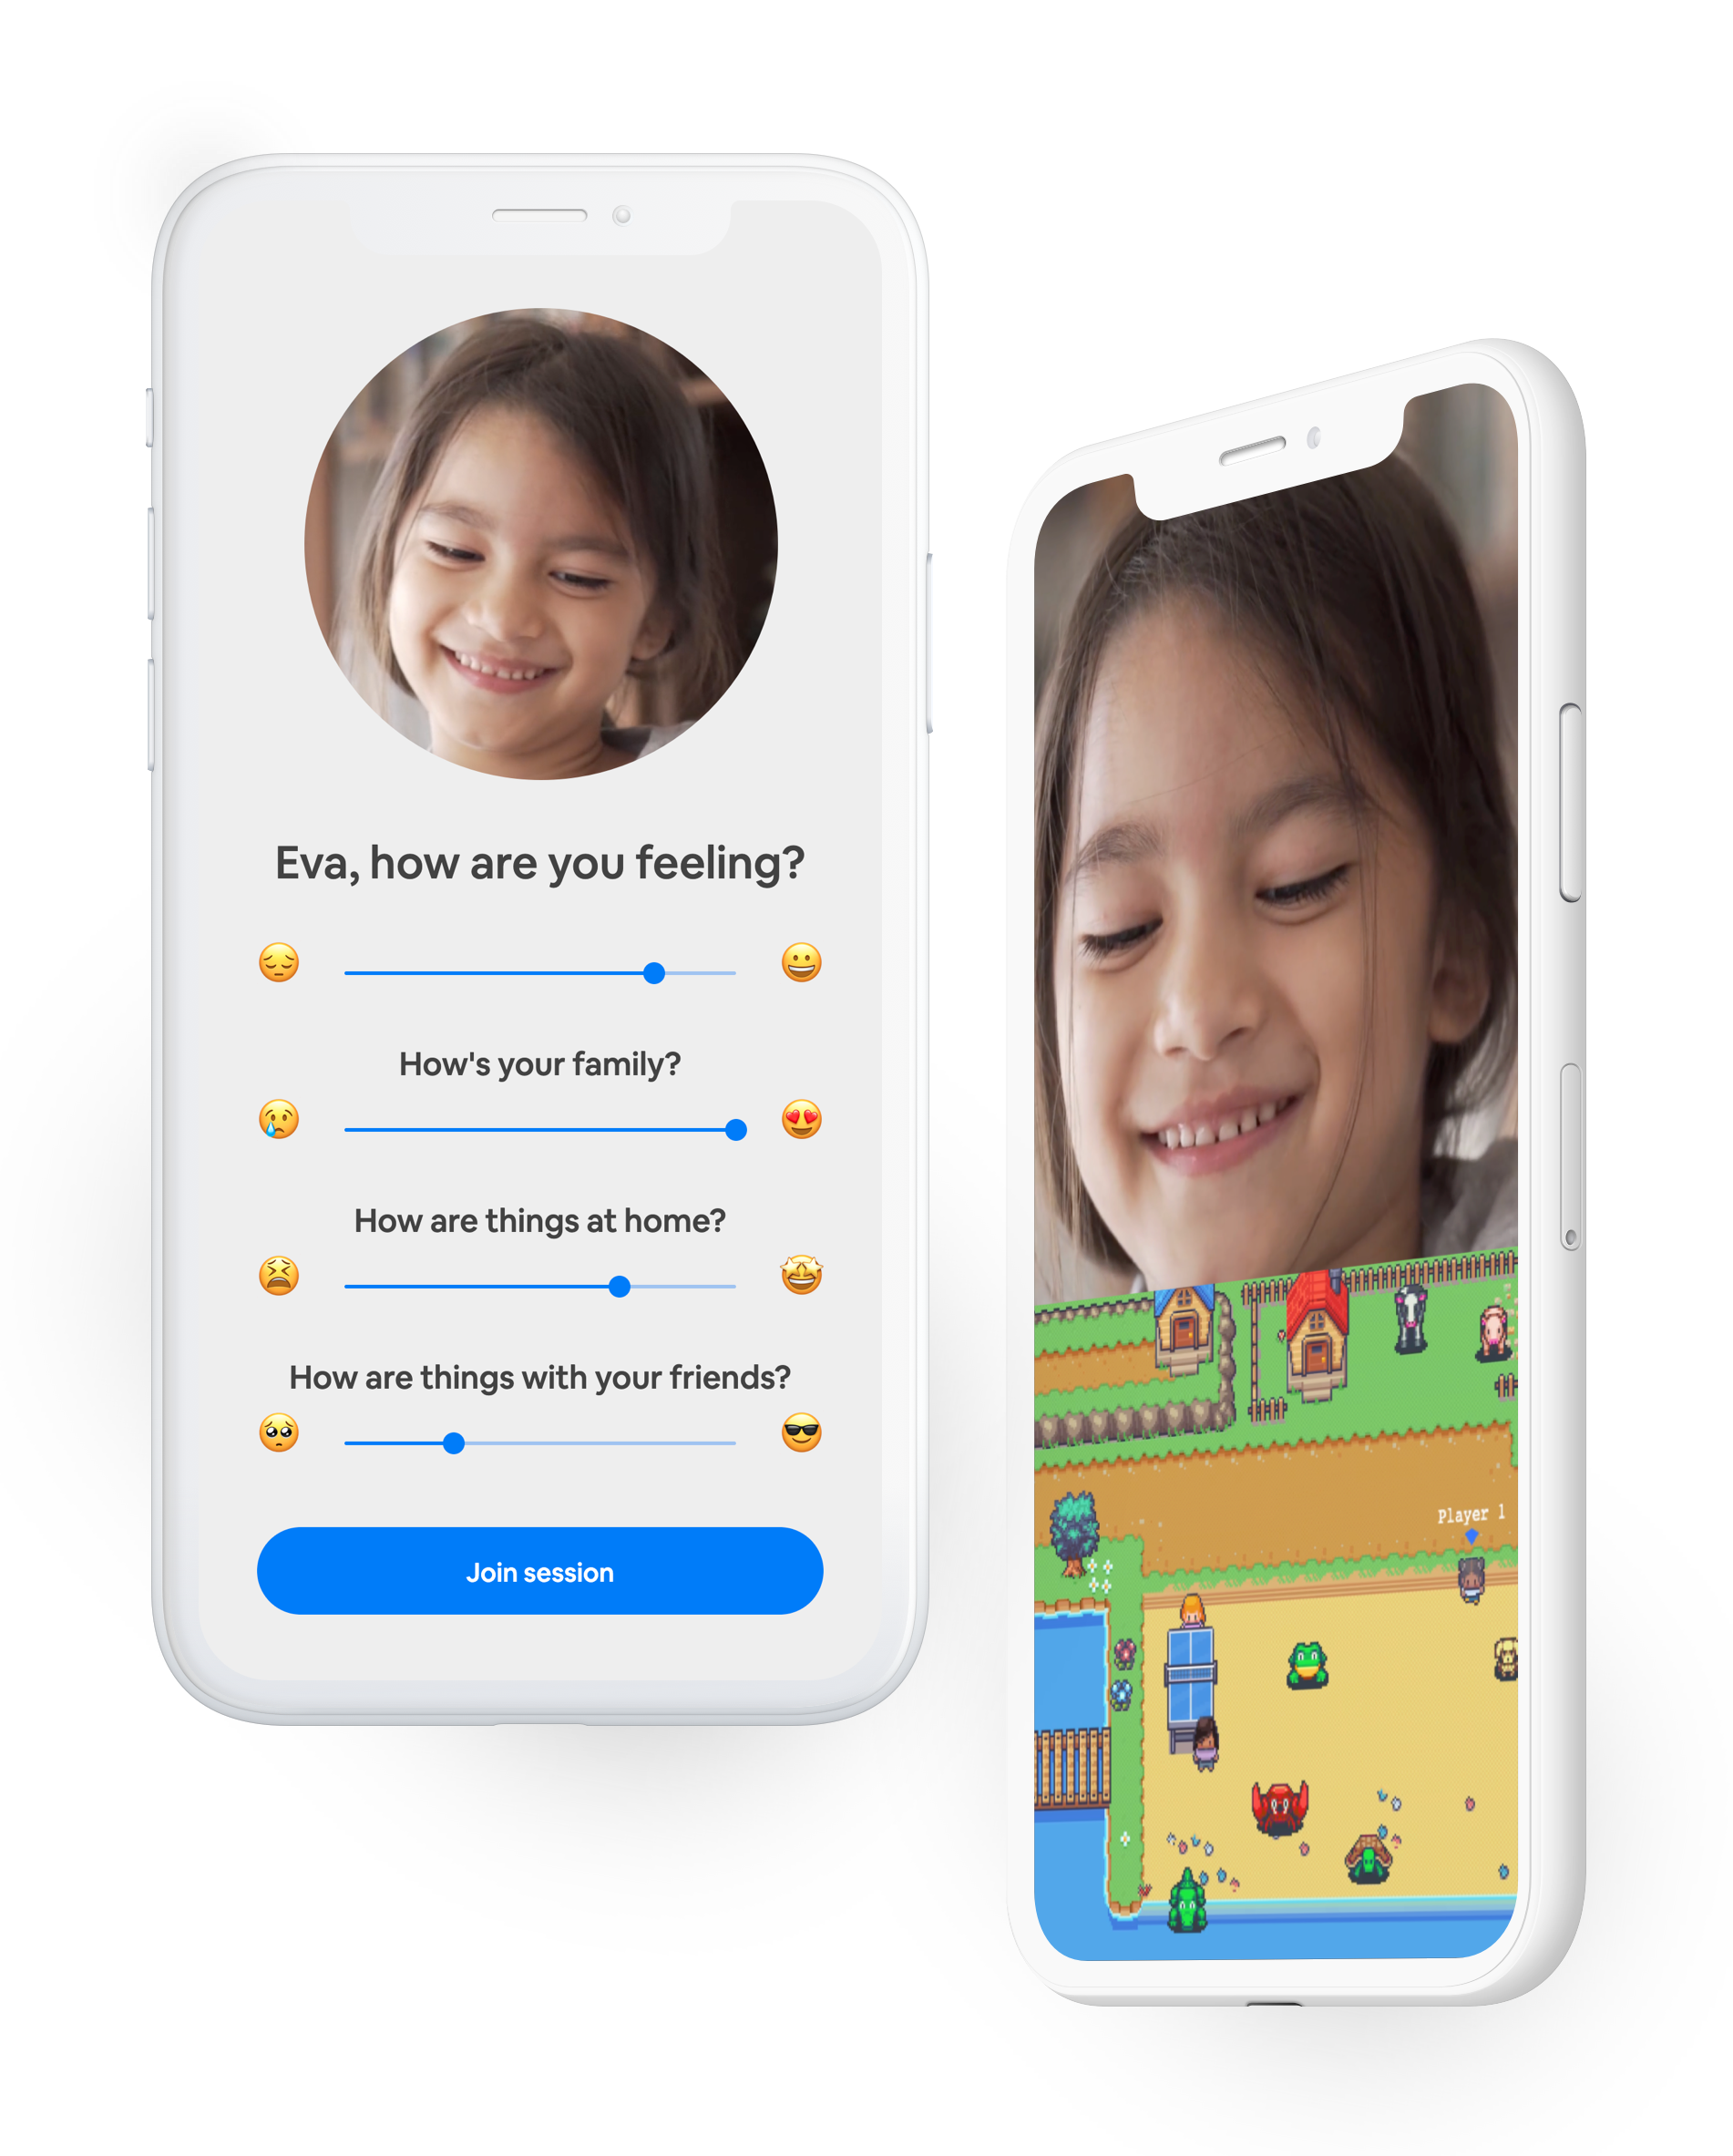 Eva, how are you feeling?
How's your family?
How are things at home?
How are things with your friends?
Join session
Player 1